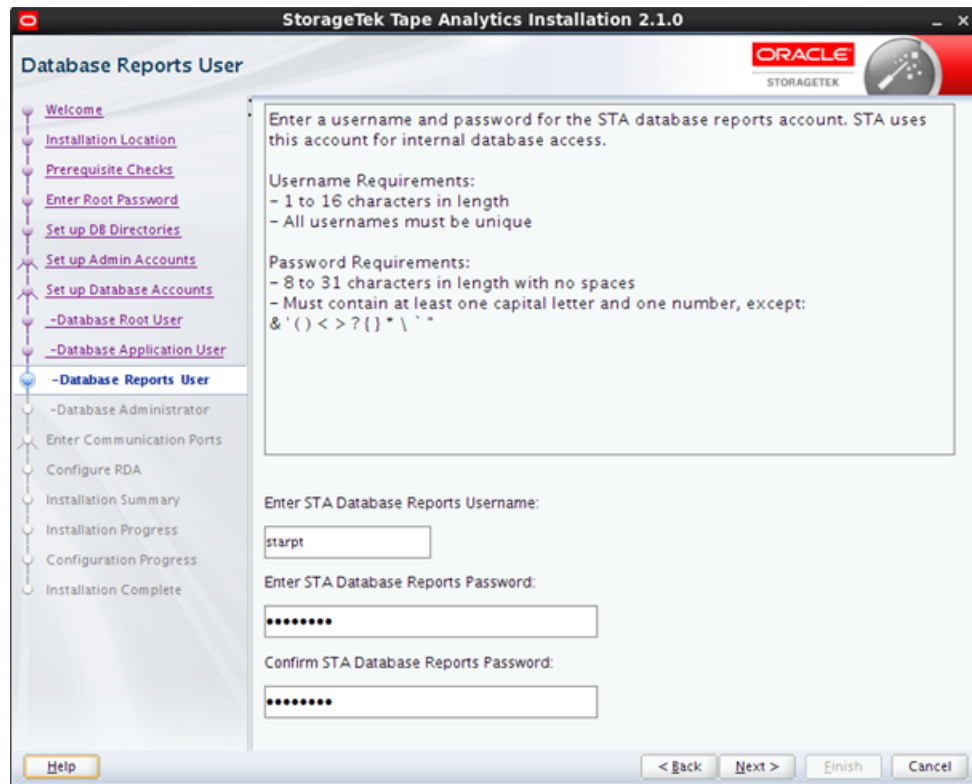 StorageTek Tape Analytics Installation 2.1.0
Database Reports User
ORACLE
STORAGETEK
Welcome
Installation Location
Prerequisite Checks
Enter Root Password
Set up DB Directories
Set up Admin Accounts
Set up Database Accounts
-Database Root User
-Database Application User
-Database Reports User
-Database Administrator
Enter Communication Ports
Configure RDA
Installation Summary
Installation Progress
Configuration Progress
Installation Complete
Enter a username and password for the STA database reports account. STA uses
this account for internal database access.
Username Requirements:
- 1 to 16 characters in length
- All usernames must be unique
Password Requirements:
- 8 to 31 characters in length with no spaces
- Must contain at least one capital letter and one number, except:
& ' ( ) < > ? { } * \ ` "
Enter STA Database Reports Username:
starpt
Enter STA Database Reports Password:
••••••••
Confirm STA Database Reports Password:
••••••••
Help
< Back
Next >
Finish
Cancel